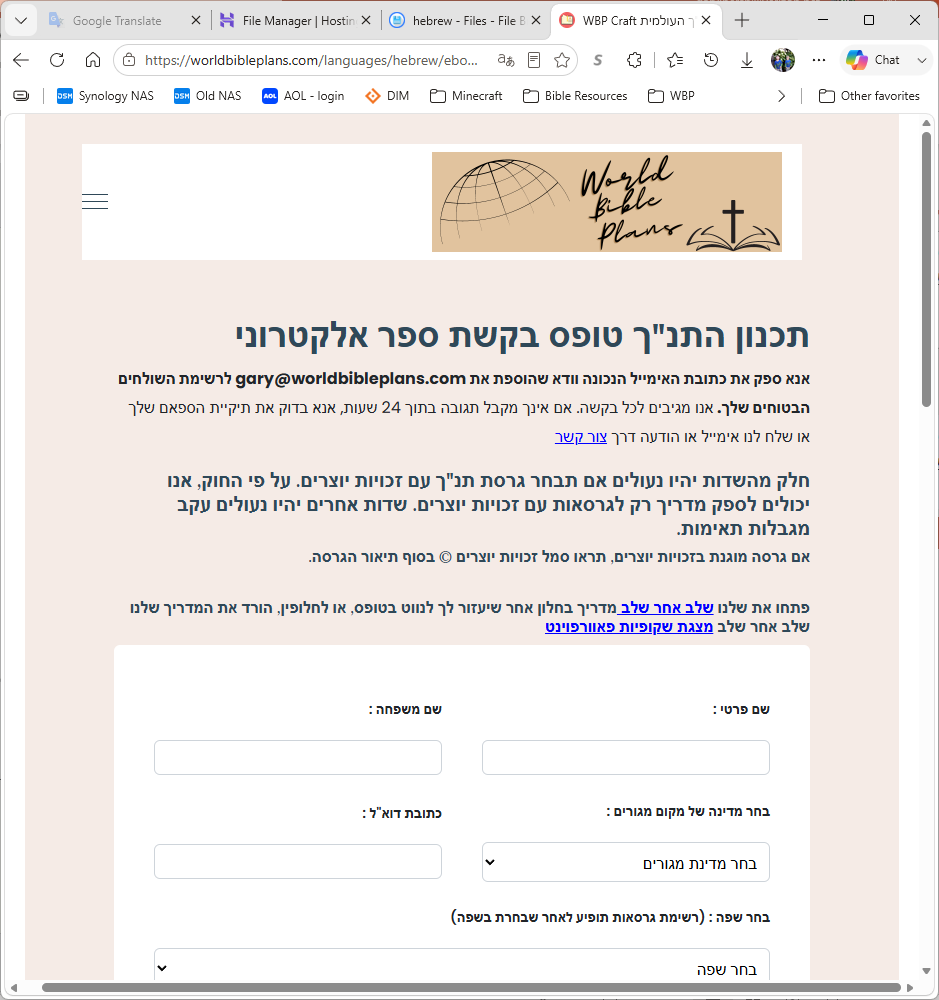 Google Translate
File Manager | Hostin
hebrew - Files - File B
WBP Craft ך העולמית
https://worldbibleplans.com/languages/hebrew/ebo...
Chat
Synology NAS
Old NAS
AOL - login
DIM
Minecraft
Bible Resources
WBP
Other favorites
World
Bible
Plans
תכנון התנ"ך טופס בקשת ספר אלקטרוני
אנא ספק את כתובת האימייל הנכונה וודא שהוספת את gary@worldbibleplans.com לרשימת השולחים
הבטוחים שלך. אנו מגיבים לכל בקשה. אם אינך מקבל תגובה בתוך 24 שעות, אנא בדוק את תיקיית הספאם שלך
או שלח לנו אימייל או הודעה דרך צור קשר
חלק מהשדות יהיו נעולים אם תבחר גרסת תנ"ך עם זכויות יוצרים. על פי החוק, אנו
יכולים לספק מדריך רק לגרסאות עם זכויות יוצרים. שדות אחרים יהיו נעולים עקב
מגבלות תאימות.
אם גרסה מוגנת בזכויות יוצרים, תראו סמל זכויות יוצרים © בסוף תיאור הגרסה.
פתחו את שלנו שלב אחר שלב מדריך בחלון אחר שיעזור לך לנווט בטופס, או לחלופין, הורד את המדריך שלנו
שלב אחר שלב מצגת שקופיות פאוורפוינט
שם פרטי :
שם משפחה :
בחר מדינה של מקום מגורים :
כתובת דוא"ל :
בחר מדינת מגורים
בחר שפה : (רשימת גרסאות תופיע לאחר שבחרת בשפה)
בחר שפה